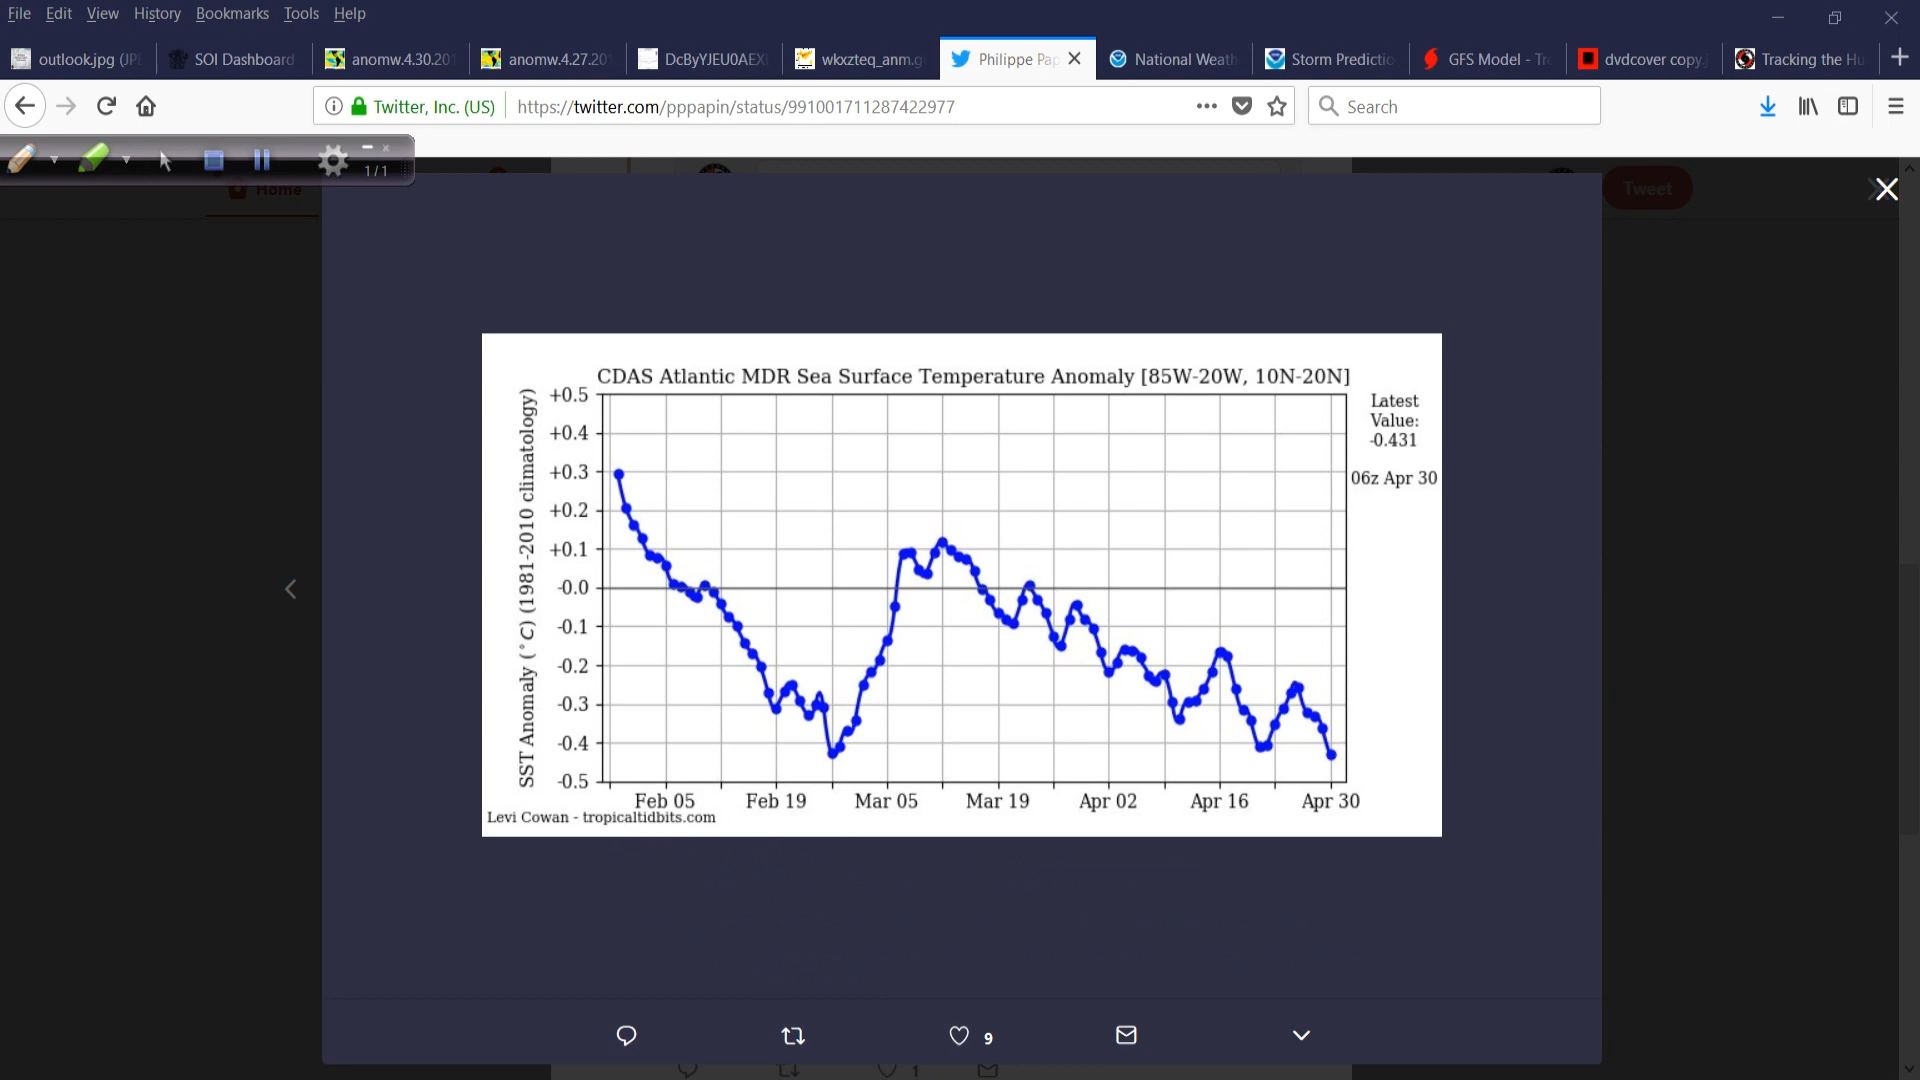 File Edit View History Bookmarks Tools Help
outlook.jpg (JP
SOI Dashboard
anomw.4.30.201
anomw.4.27.20
DcByYJEU0AEX
wkxzteq_anm.g
Philippe Pap
National Weath
Storm Predictio
GFS Model - Tr
dvdcover copy.
Tracking the Hu
Twitter, Inc. (US) https://twitter.com/pppapin/status/991001711287422977
Search
1/1
Home
Tweet
CDAS Atlantic MDR Sea Surface Temperature Anomaly [85W-20W, 10N-20N]
SST Anomaly (°C) (1981-2010 climatology)
+0.5
+0.4
+0.3
+0.2
+0.1
-0.0
-0.1
-0.2
-0.3
-0.4
-0.5
Latest
Value:
-0.431
06z Apr 30
Feb 05 Feb 19 Mar 05 Mar 19 Apr 02 Apr 16 Apr 30
Levi Cowan - tropicaltidbits.com
9
1